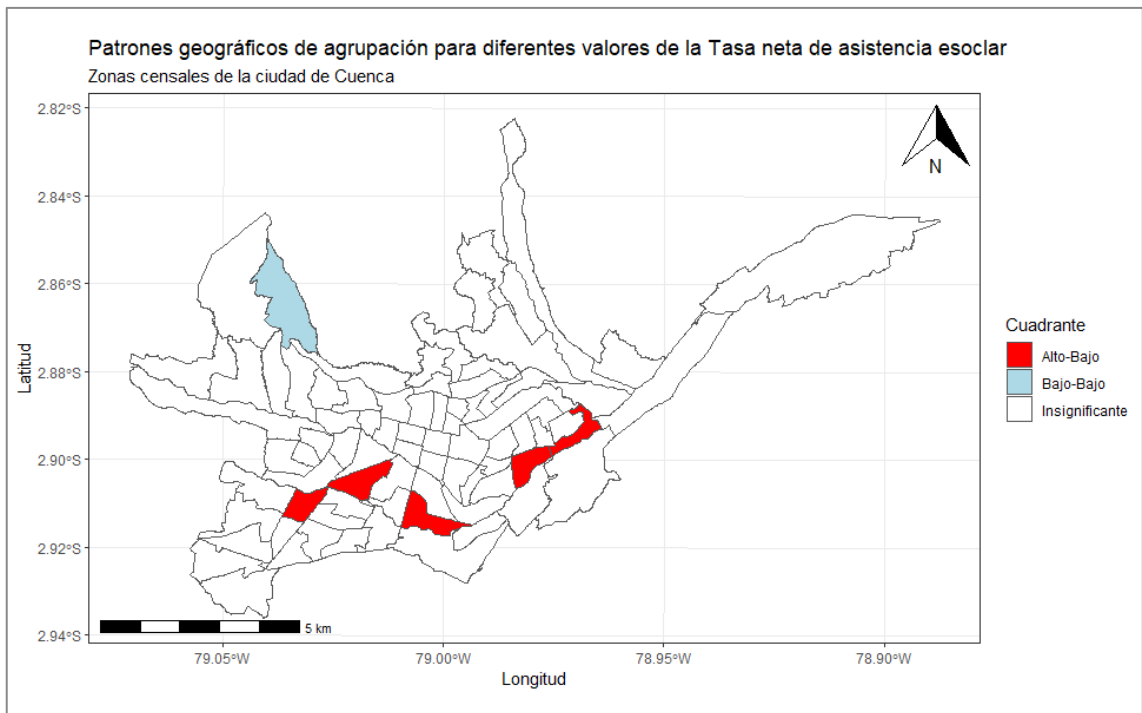 Patrones geográficos de agrupación para diferentes valores de la Tasa neta de asistencia esoclar
Zonas censales de la ciudad de Cuenca
2.82°S
2.84°S
2.86°S
2.88°S
2.90°S
2.92°S
2.94°S
Latitud
N
5 km
79.05°W
79.00°W
78.95°W
78.90°W
Longitud
Cuadrante
Alto-Bajo
Bajo-Bajo
Insignificante